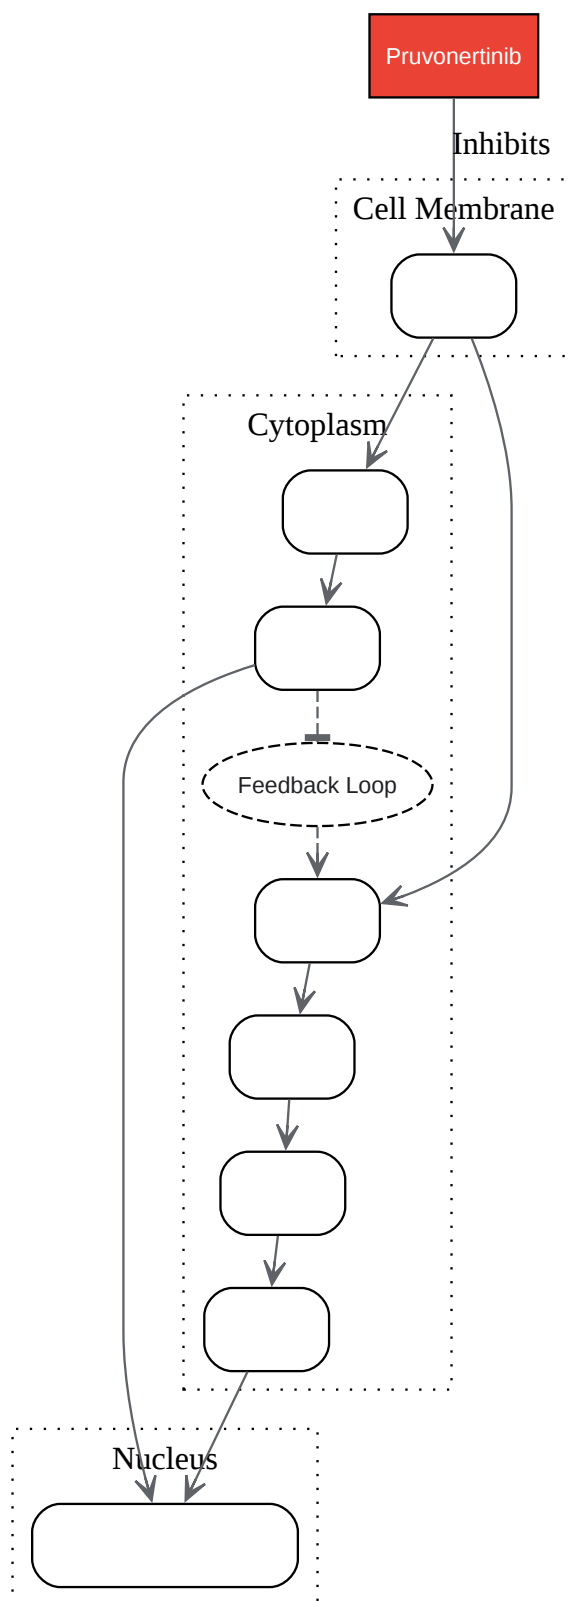 Pruvonertinib
Inhibits
Cell Membrane
Cytoplasm
Feedback Loop
Nucleus